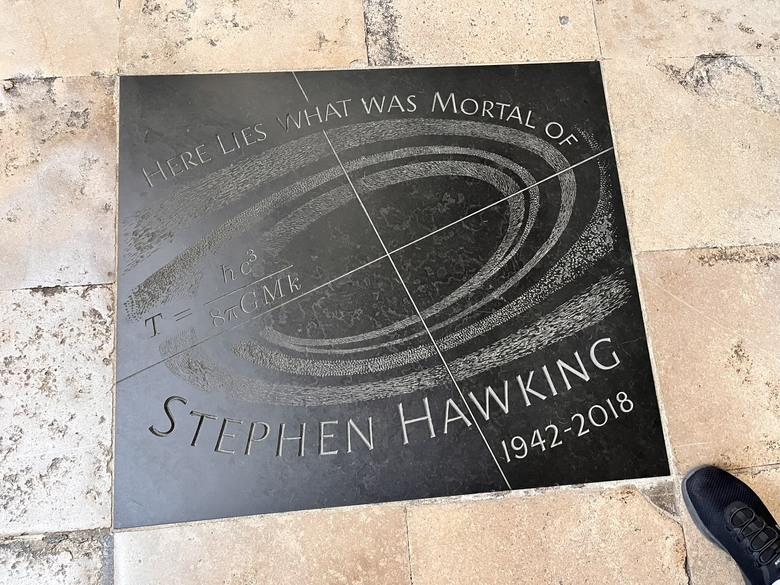 HERE LIES WHAT WAS MORTAL OF
T = ħc³ / 8πGMk
STEPHEN HAWKING
1942-2018